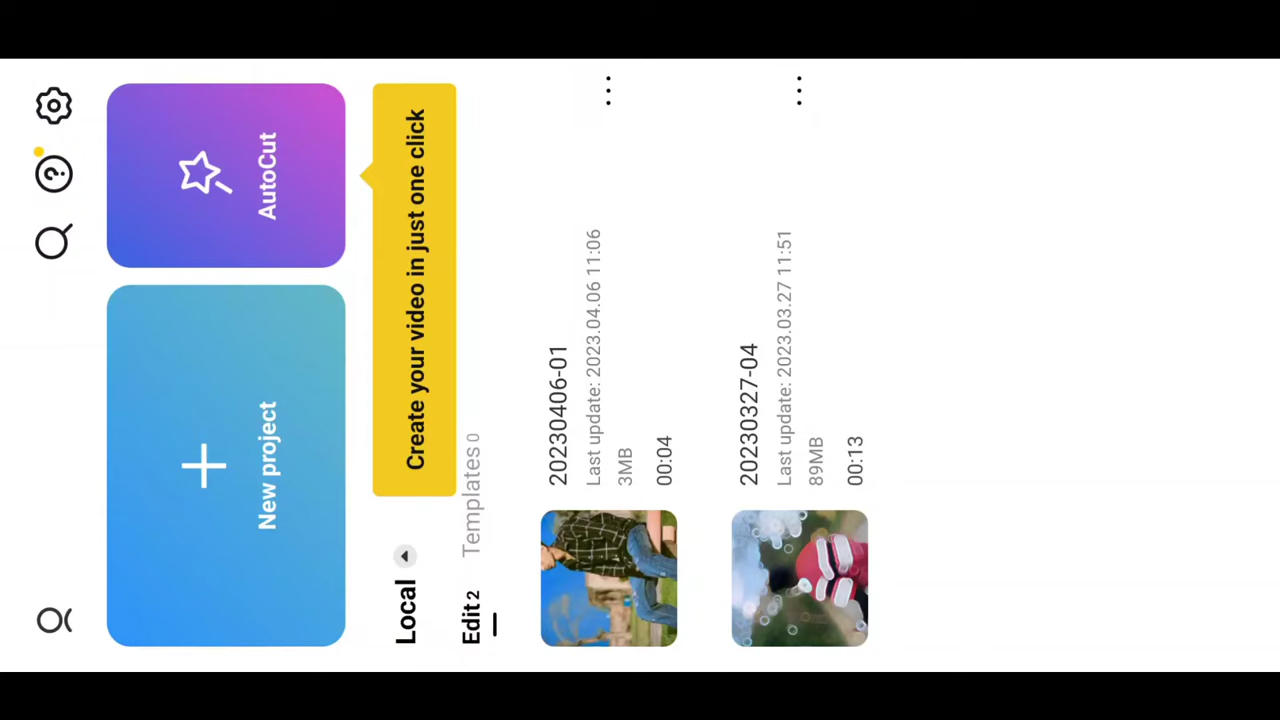 New project
AutoCut
Create your video in just one click
Local
Edit 2
Templates 0
20230406-01
Last update: 2023.04.06 11:06
3MB
00:04
20230327-04
Last update: 2023.03.27 11:51
89MB
00:13